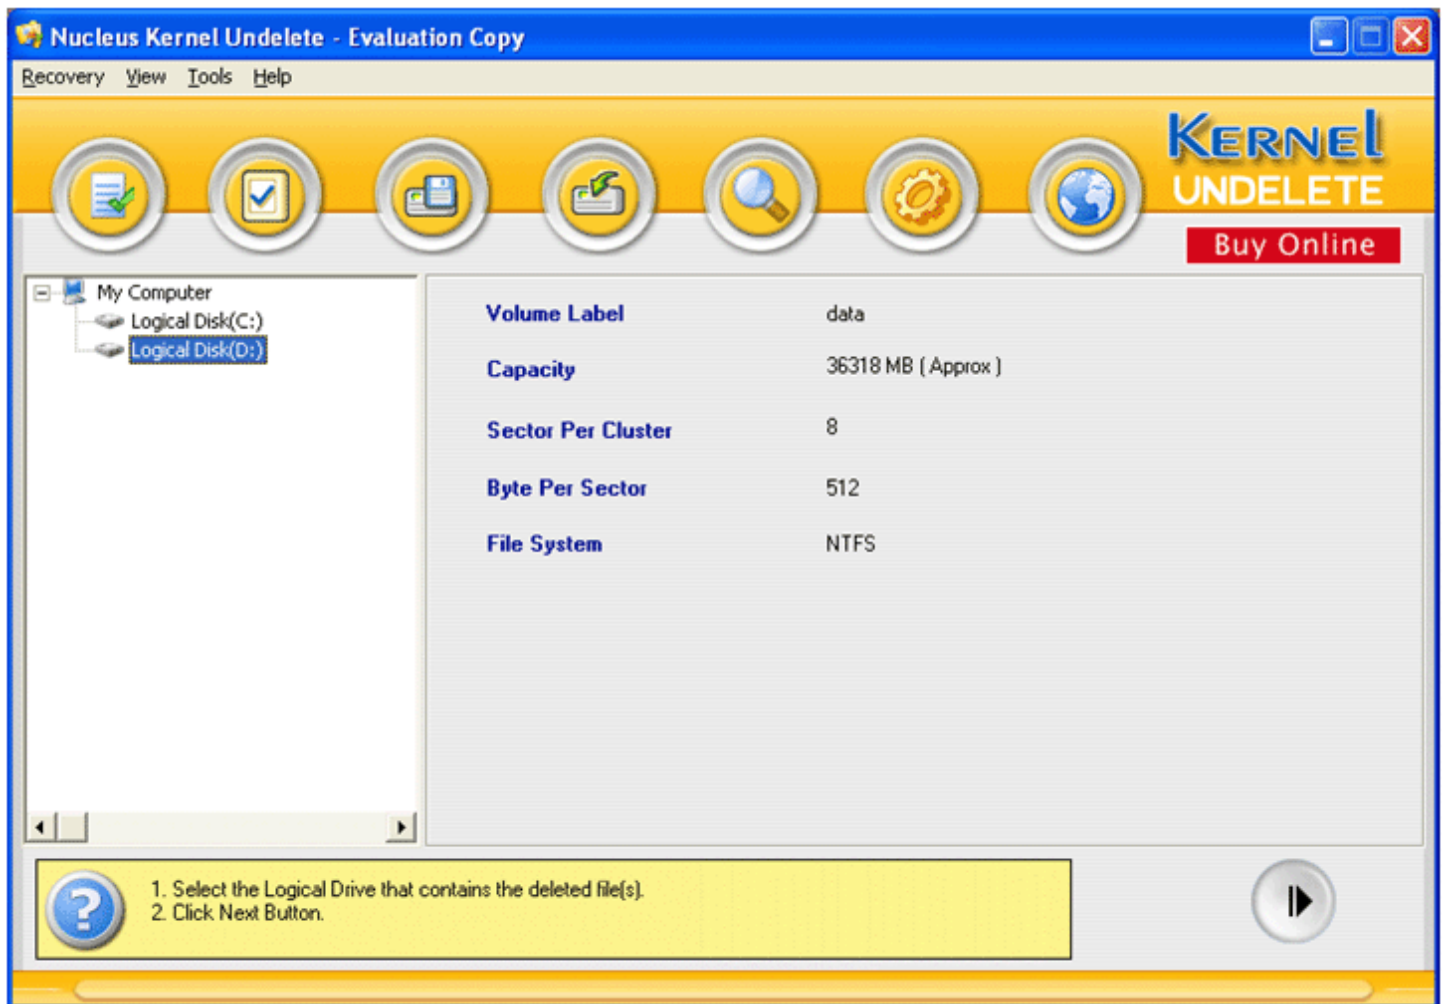 Nucleus Kernel Undelete - Evaluation Copy
Recovery View Tools Help
KERNEL
UNDELETE
Buy Online
My Computer
Logical Disk(C:)
Logical Disk(D:)
Volume Label data
Capacity 36318 MB ( Approx )
Sector Per Cluster 8
Byte Per Sector 512
File System NTFS
1. Select the Logical Drive that contains the deleted file(s).
2. Click Next Button.